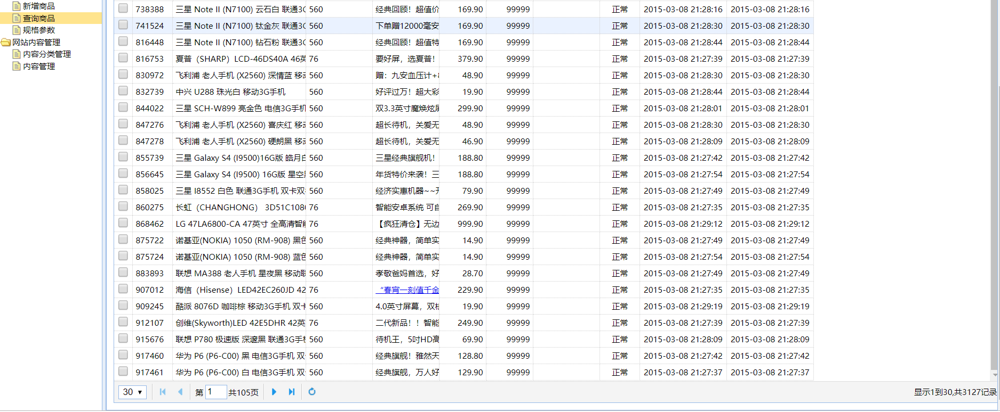 新增商品
查询商品
规格参数
网站内容管理
内容分类管理
内容管理
738388 三星 Note II (N7100) 云石白 联通3G 560 经典回顾！超值价 169.90 99999 正常 2015-03-08 21:28:16 2015-03-08 21:28:16
741524 三星 Note II (N7100) 钛金灰 联通3G 560 下单赠12000毫安 169.90 99999 正常 2015-03-08 21:28:30 2015-03-08 21:28:30
816448 三星 Note II (N7100) 钻石粉 联通3G 560 经典回顾！超值特 169.90 99999 正常 2015-03-08 21:28:44 2015-03-08 21:28:44
816753 夏普（SHARP）LCD-46DS40A 46英 76 要好屏，选夏普！ 379.90 99999 正常 2015-03-08 21:27:39 2015-03-08 21:27:39
830972 飞利浦 老人手机 (X2560) 深情蓝 移动 560 赠：九安血压计+8 48.90 99999 正常 2015-03-08 21:28:30 2015-03-08 21:28:30
832739 中兴 U288 珠光白 移动3G手机 560 好评过万！超大彩 19.90 99999 正常 2015-03-08 21:28:44 2015-03-08 21:28:44
844022 三星 SCH-W899 亮金色 电信3G手机 560 双3.3英寸魔焕炫屏 299.90 99999 正常 2015-03-08 21:28:01 2015-03-08 21:28:01
847276 飞利浦 老人手机 (X2560) 喜庆红 移动 560 超长待机，关爱无 48.90 99999 正常 2015-03-08 21:28:30 2015-03-08 21:28:30
847278 飞利浦 老人手机 (X2560) 硬朗黑 移动 560 超长待机，关爱无 46.90 99999 正常 2015-03-08 21:28:09 2015-03-08 21:28:09
855739 三星 Galaxy S4 (I9500)16G版 皓月白 560 三星经典旗舰机！ 188.80 99999 正常 2015-03-08 21:27:42 2015-03-08 21:27:42
856645 三星 Galaxy S4 (I9500) 16G版 星空黑 560 年货特价来袭！三 188.80 99999 正常 2015-03-08 21:27:54 2015-03-08 21:27:54
858025 三星 I8552 白色 联通3G手机 双卡双 560 经济实惠机器~~ 79.90 99999 正常 2015-03-08 21:27:49 2015-03-08 21:27:49
860275 长虹（CHANGHONG） 3D51C108 76 智能安卓系统 可自 269.90 99999 正常 2015-03-08 21:27:35 2015-03-08 21:27:35
868462 LG 47LA6800-CA 47英寸 全高清智能 76 【疯狂清仓】无边 999.90 99999 正常 2015-03-08 21:29:12 2015-03-08 21:29:12
875722 诺基亚(NOKIA) 1050 (RM-908) 黑色 560 经典神器，简单实 14.90 99999 正常 2015-03-08 21:27:49 2015-03-08 21:27:49
875724 诺基亚(NOKIA) 1050 (RM-908) 蓝色 560 经典神器，简单实 14.90 99999 正常 2015-03-08 21:27:54 2015-03-08 21:27:54
883893 联想 MA388 老人手机 星夜黑 移动联 560 孝敬爸妈首选，好 28.70 99999 正常 2015-03-08 21:27:49 2015-03-08 21:27:49
907012 海信（Hisense）LED42EC260JD 42 76 “春宵一刻值千金 229.90 99999 正常 2015-03-08 21:27:35 2015-03-08 21:27:35
909245 酷派 8076D 咖啡棕 移动3G手机 双卡 560 4.0英寸屏幕，双核 19.90 99999 正常 2015-03-08 21:29:19 2015-03-08 21:29:19
912107 创维(Skyworth)LED 42E5DHR 42英 76 二代新品！！智能 249.90 99999 正常 2015-03-08 21:27:39 2015-03-08 21:27:39
915676 联想 P780 极速版 深邃黑 联通3G手机 560 待机王，5吋HD高 69.90 99999 正常 2015-03-08 21:28:09 2015-03-08 21:28:09
917460 华为 P6 (P6-C00) 黑 电信3G手机 双 560 经典旗舰！雅然天 128.80 99999 正常 2015-03-08 21:27:42 2015-03-08 21:27:42
917461 华为 P6 (P6-C00) 白 电信3G手机 双 560 经典旗舰，万人好 129.90 99999 正常 2015-03-08 21:27:37 2015-03-08 21:27:37
30 第 1 共105页 显示1到30,共3127记录